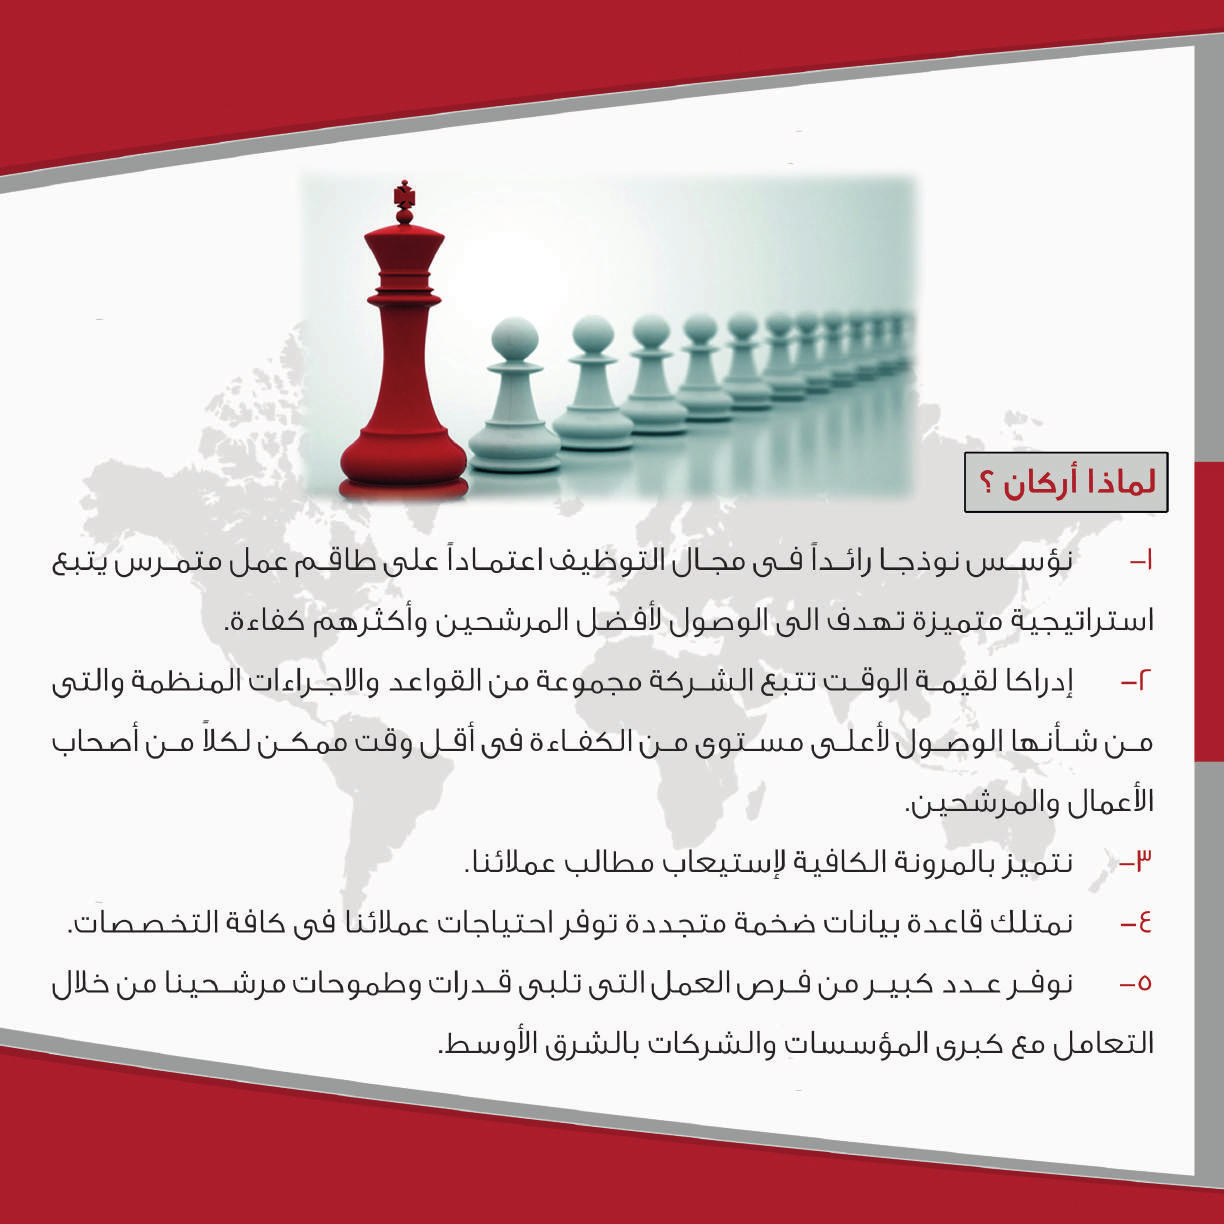 لماذا أركان ؟
١- نؤسس نوذجا رائداً فى مجال التوظيف اعتماداً على طاقم عمل متمرس يتبع
استراتيجية متميزة تهدف الى الوصول لأفضل المرشحين وأكثرهم كفاءة.
٢- إدراكا لقيمة الوقت تتبع الشركة مجموعة من القواعد والاجراءات المنظمة والتى
من شأنها الوصول لأعلى مستوى من الكفاءة فى أقل وقت ممكن لكلاً من أصحاب
الأعمال والمرشحين.
٣- نتميز بالمرونة الكافية لإستيعاب مطالب عملائنا.
٤- نمتلك قاعدة بيانات ضخمة متجددة توفر احتياجات عملائنا فى كافة التخصصات.
٥- نوفر عدد كبير من فرص العمل التى تلبى قدرات وطموحات مرشحينا من خلال
التعامل مع كبرى المؤسسات والشركات بالشرق الأوسط.